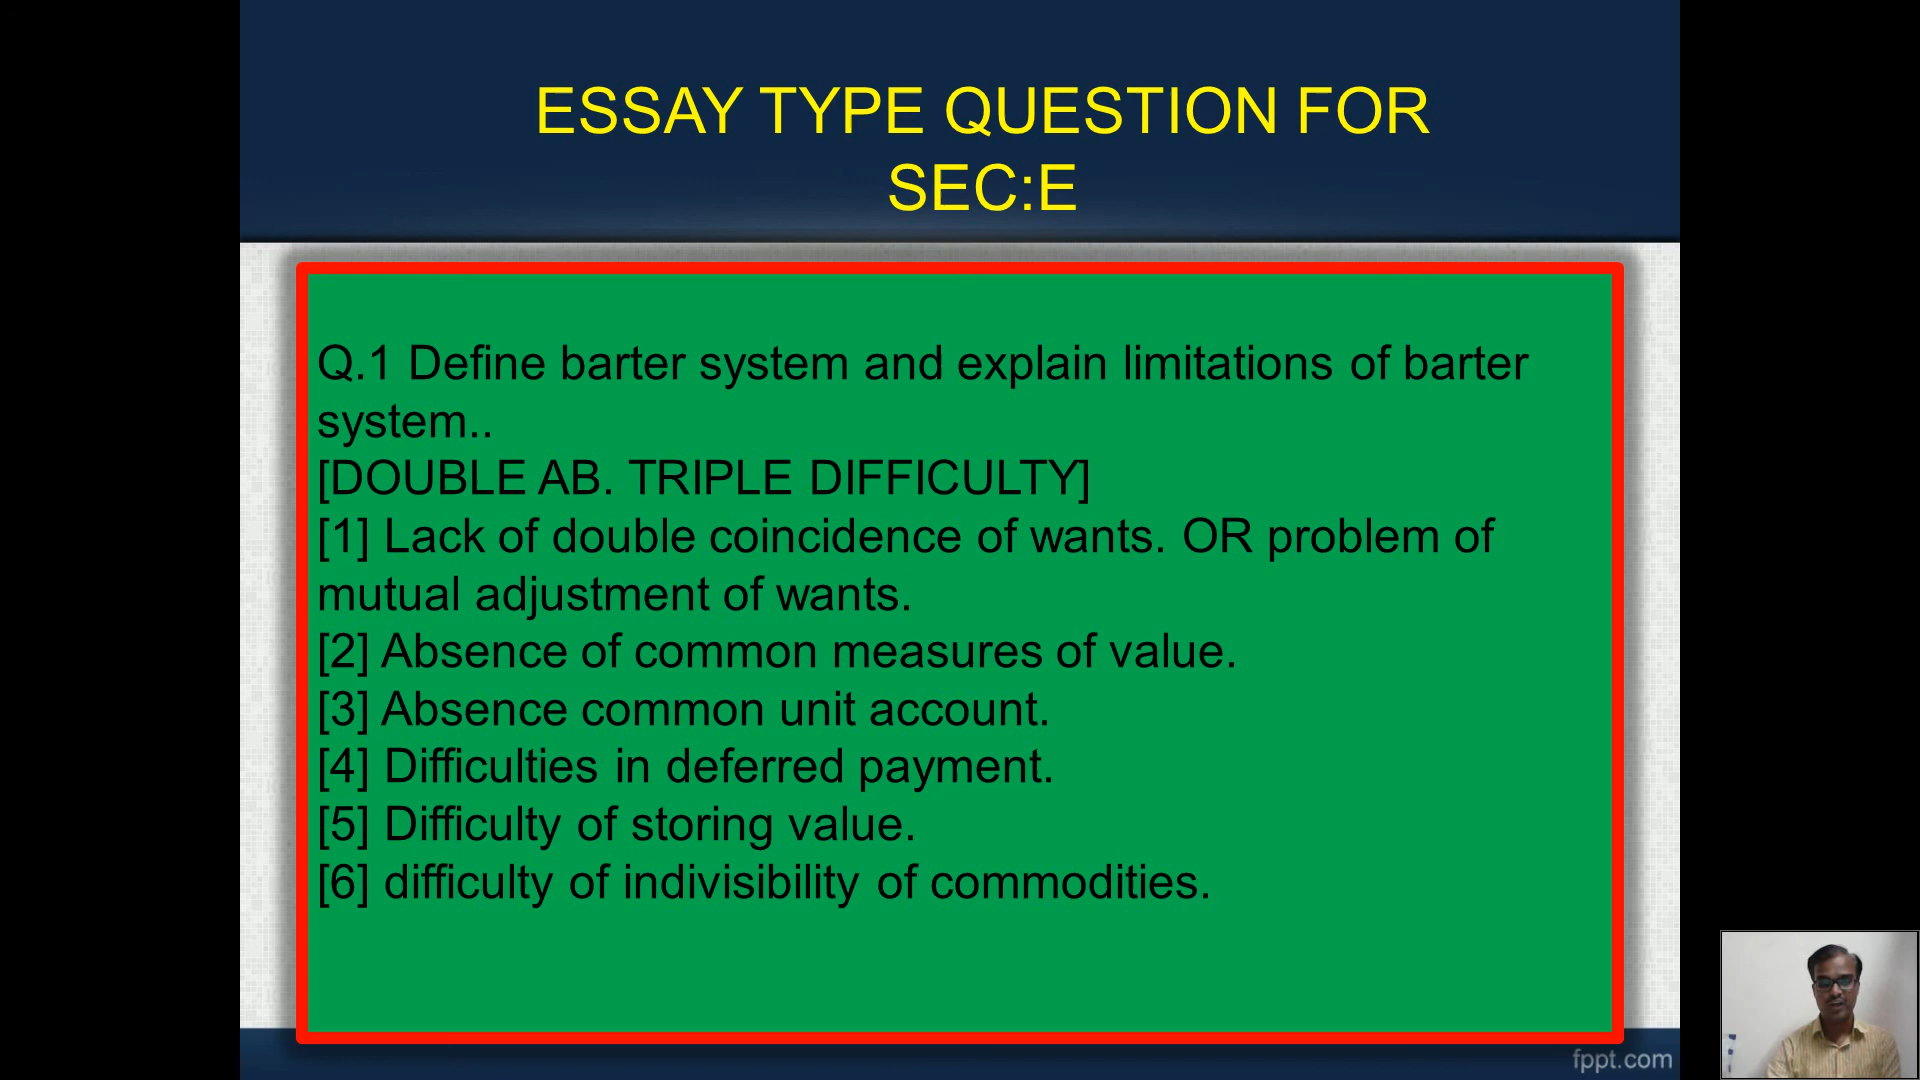 ESSAY TYPE QUESTION FOR
SEC:E
Q.1 Define barter system and explain limitations of barter
system..
[DOUBLE AB. TRIPLE DIFFICULTY]
[1] Lack of double coincidence of wants. OR problem of
mutual adjustment of wants.
[2] Absence of common measures of value.
[3] Absence common unit account.
[4] Difficulties in deferred payment.
[5] Difficulty of storing value.
[6] difficulty of indivisibility of commodities.
fppt.com